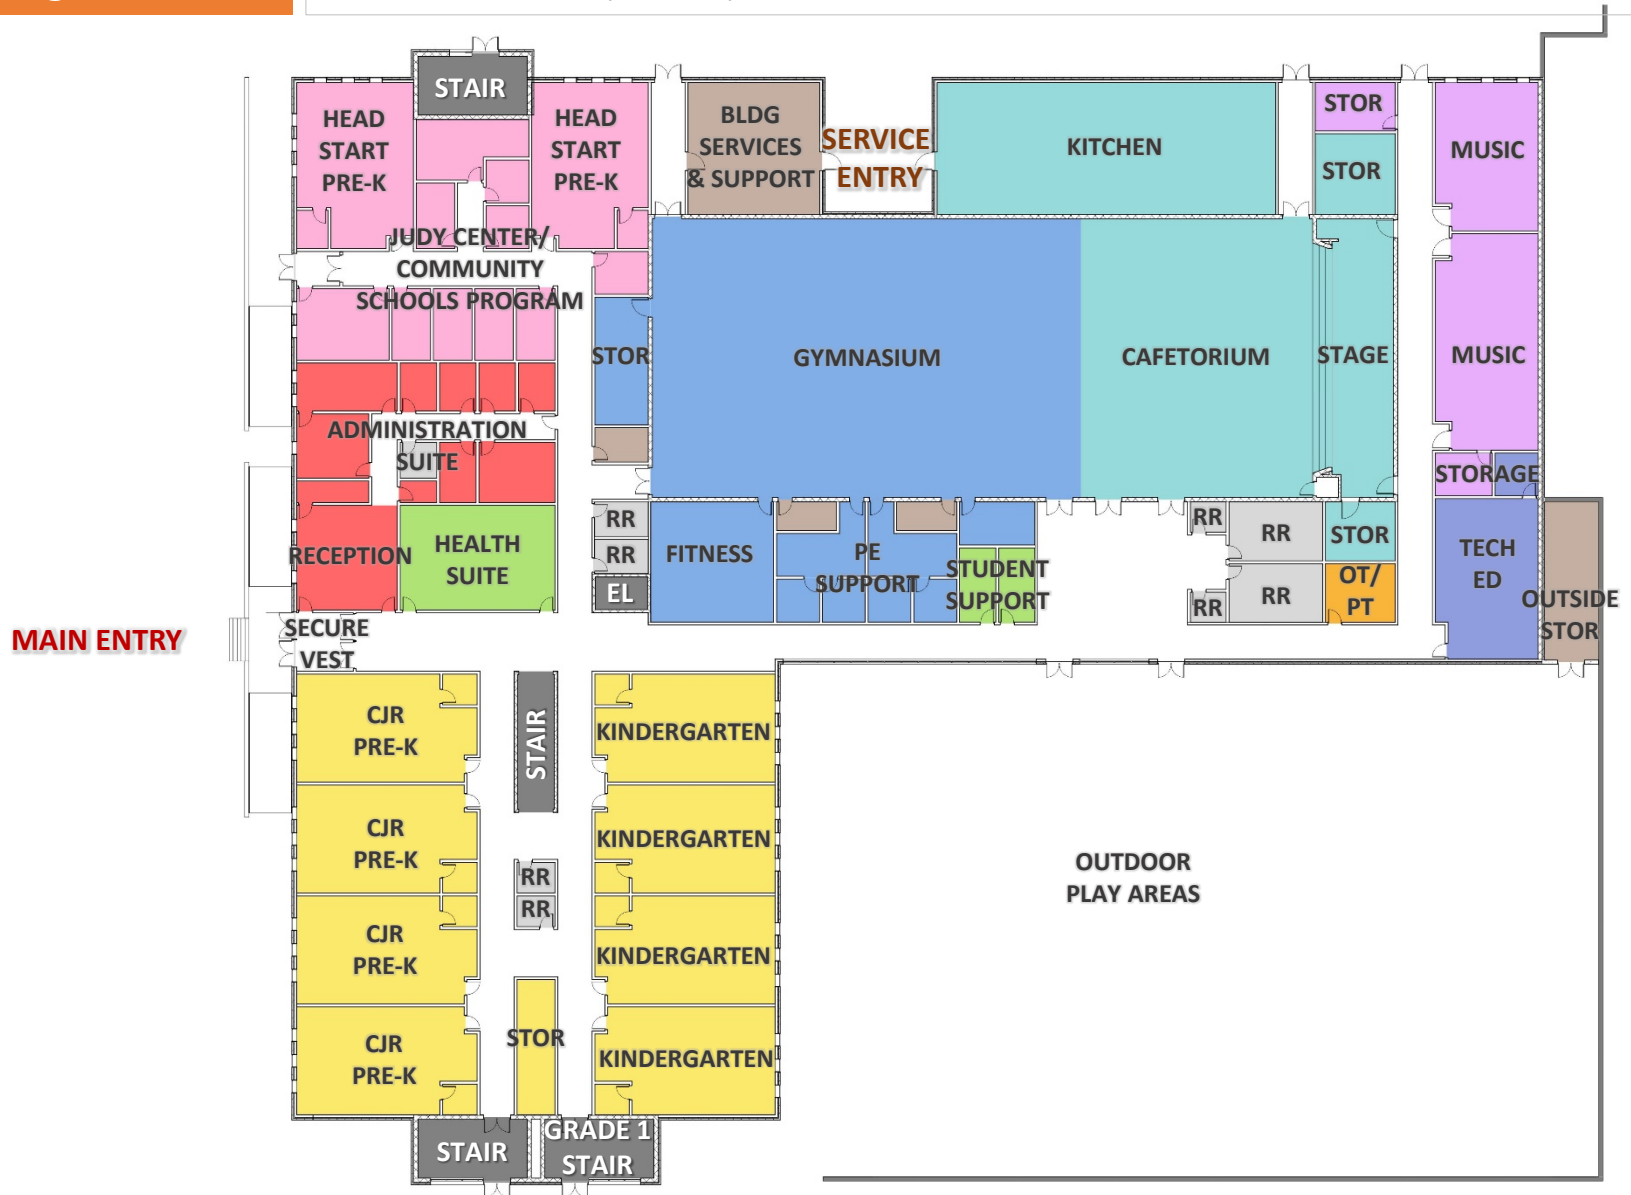 STAIR
HEAD
START
PRE-K
HEAD
START
PRE-K
BLDG
SERVICES
& SUPPORT
SERVICE
ENTRY
KITCHEN
STOR
STOR
MUSIC
JUDY CENTER/
COMMUNITY
SCHOOLS PROGRAM
STOR
GYMNASIUM
CAFETORIUM
STAGE
MUSIC
ADMINISTRATION
SUITE
STORAGE
RECEPTION
HEALTH
SUITE
RR
RR
EL
FITNESS
PE
SUPPORT
STUDENT
SUPPORT
RR
RR
RR
RR
STOR
OT/
PT
TECH
ED
OUTSIDE
STOR
MAIN ENTRY
SECURE
VEST
CJR
PRE-K
STAIR
KINDERGARTEN
CJR
PRE-K
KINDERGARTEN
RR
RR
CJR
PRE-K
KINDERGARTEN
OUTDOOR
PLAY AREAS
CJR
PRE-K
STOR
KINDERGARTEN
STAIR
GRADE 1
STAIR